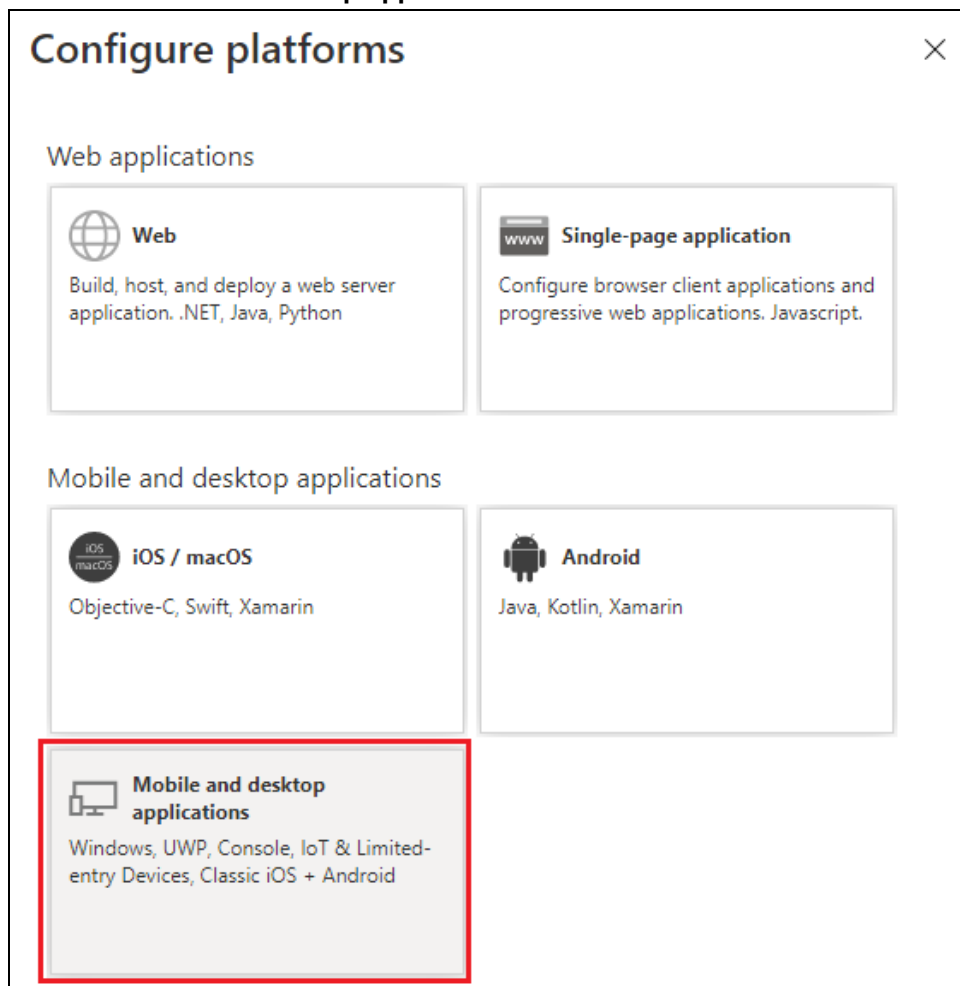 Configure platforms
Web applications
Web
Build, host, and deploy a web server
application. .NET, Java, Python
www
Single-page application
Configure browser client applications and
progressive web applications. Javascript.
Mobile and desktop applications
iOS
macOS
iOS / macOS
Objective-C, Swift, Xamarin
Android
Java, Kotlin, Xamarin
Mobile and desktop
applications
Windows, UWP, Console, IoT & Limited-
entry Devices, Classic iOS + Android